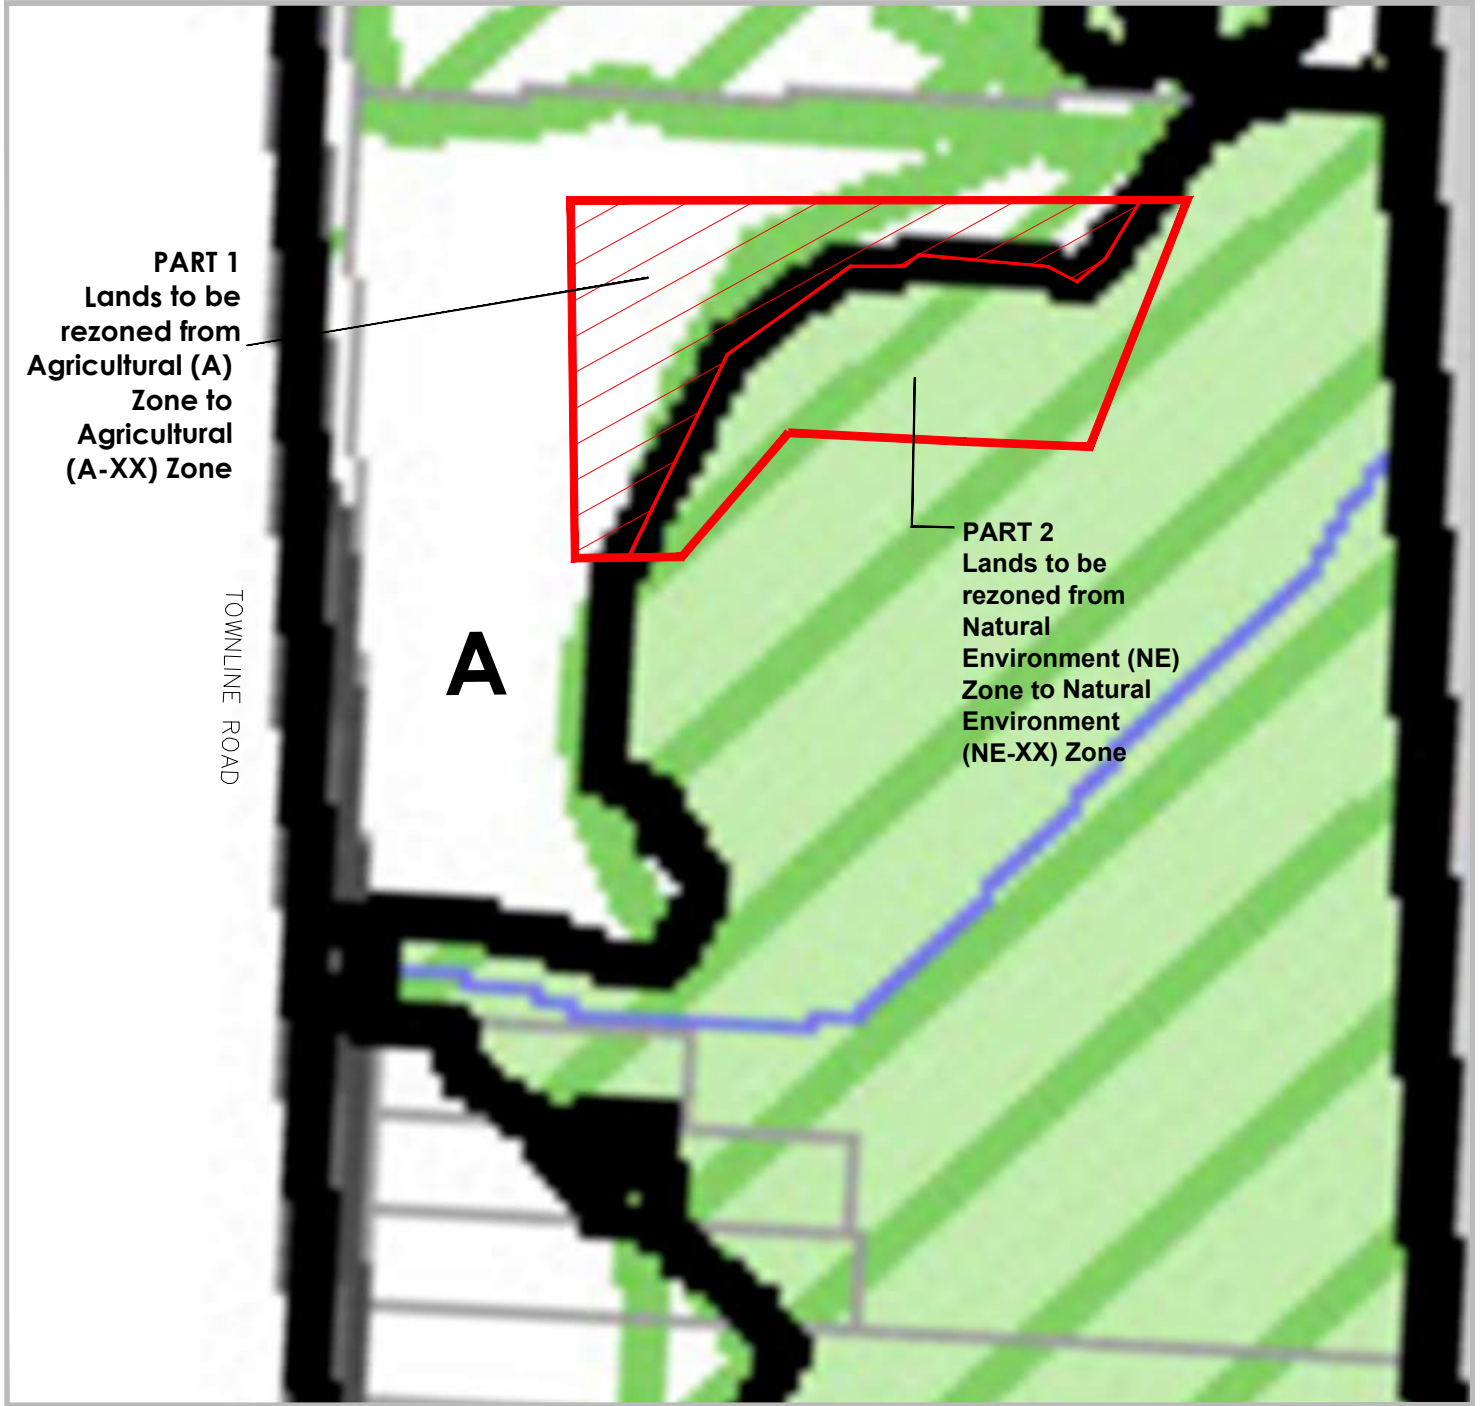 PART 1
Lands to be
rezoned from
Agricultural (A)
Zone to
Agricultural
(A-XX) Zone
TOWNLINE ROAD
A
PART 2
Lands to be
rezoned from
Natural
Environment (NE)
Zone to Natural
Environment
(NE-XX) Zone